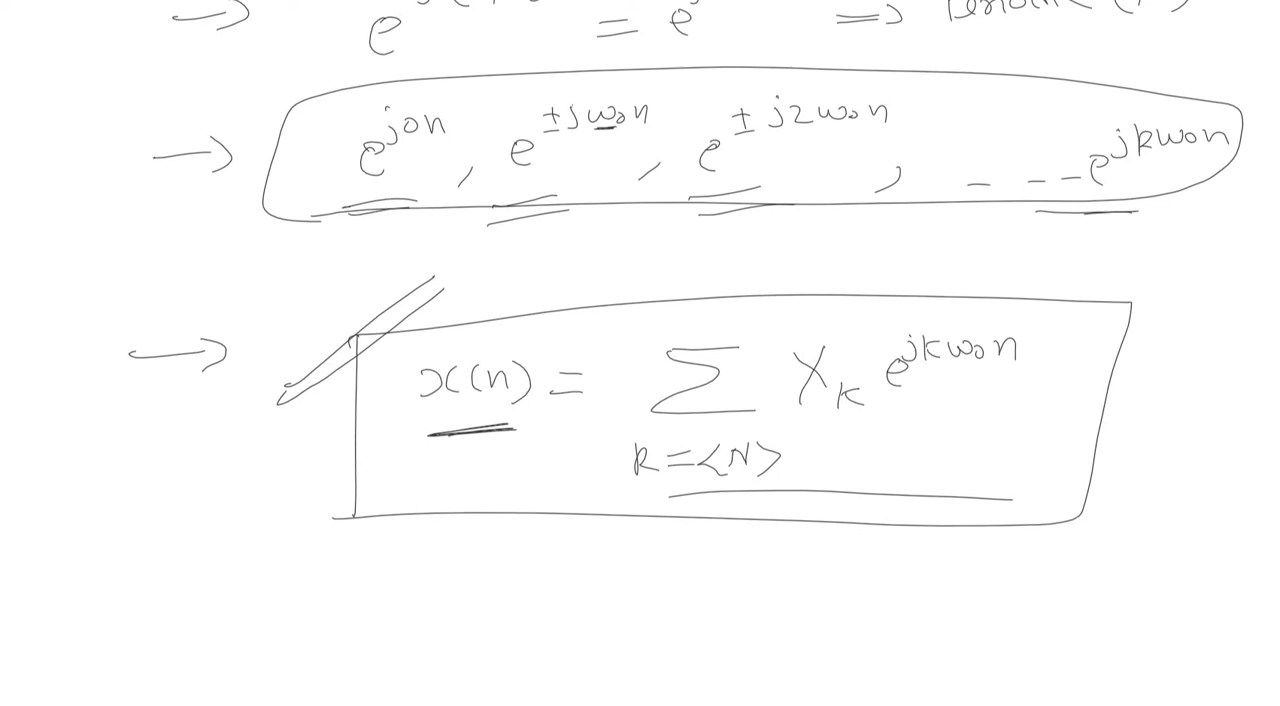 → = e ⇒
→ e^{j0n}, e^{±jω₀n}, e^{±j2ω₀n}, - - - e^{jkω₀n}
→ x(n) = Σ X_k e^{jkω₀n}
k=<N>